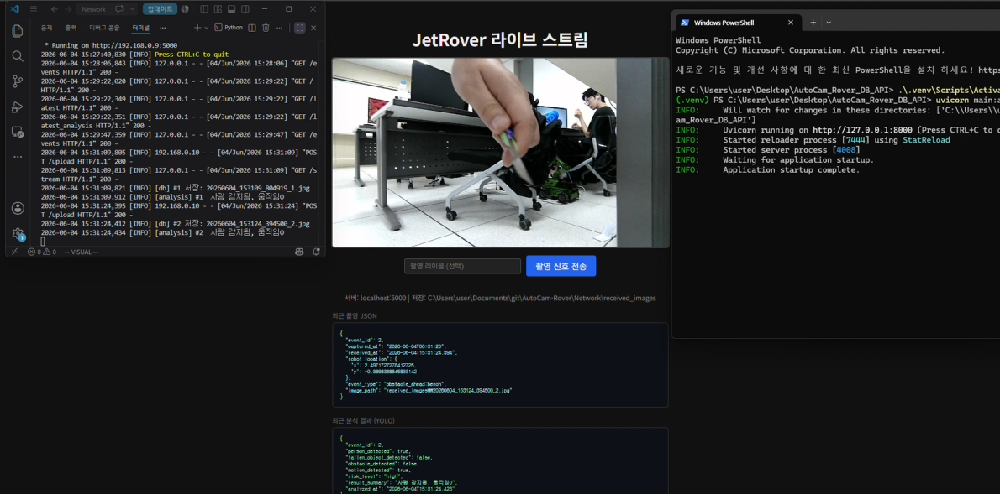 Network
업데이트
문제 출력 디버그 콘솔 터미널 ... Python
* Running on http://192.168.0.9:5000
2026-06-04 15:27:40,830 [INFO] Press CTRL+C to quit
2026-06-04 15:28:06,843 [INFO] 127.0.0.1 - - [04/Jun/2026 15:28:06] "GET /e
vents HTTP/1.1" 200 -
2026-06-04 15:29:22,020 [INFO] 127.0.0.1 - - [04/Jun/2026 15:29:22] "GET /
HTTP/1.1" 200 -
2026-06-04 15:29:22,349 [INFO] 127.0.0.1 - - [04/Jun/2026 15:29:22] "GET /l
atest HTTP/1.1" 200 -
2026-06-04 15:29:22,351 [INFO] 127.0.0.1 - - [04/Jun/2026 15:29:22] "GET /l
atest_analysis HTTP/1.1" 200 -
2026-06-04 15:29:47,359 [INFO] 127.0.0.1 - - [04/Jun/2026 15:29:47] "GET /e
vents HTTP/1.1" 200 -
2026-06-04 15:31:09,805 [INFO] 192.168.0.10 - - [04/Jun/2026 15:31:09] "POS
T /upload HTTP/1.1" 200 -
2026-06-04 15:31:09,813 [INFO] 127.0.0.1 - - [04/Jun/2026 15:31:09] "GET /s
tream HTTP/1.1" 200 -
2026-06-04 15:31:09,821 [INFO] [db] #1 저장: 20260604_153109_804919_1.jpg
2026-06-04 15:31:09,912 [INFO] [analysis] #1 사람 감지됨, 움직임O
2026-06-04 15:31:24,395 [INFO] 192.168.0.10 - - [04/Jun/2026 15:31:24] "POS
T /upload HTTP/1.1" 200 -
2026-06-04 15:31:24,412 [INFO] [db] #2 저장: 20260604_153124_394500_2.jpg
2026-06-04 15:31:24,434 [INFO] [analysis] #2 사람 감지됨, 움직임O
0 0 -- VISUAL --
JetRover 라이브 스트림
촬영 레이블 (선택)
촬영 신호 전송
서버: localhost:5000 | 저장: C:\Users\user\Documents\git\AutoCam-Rover\Network\received_images
최근 촬영 JSON
{
"event_id": 2,
"captured_at": "2026-06-04T06:31:20",
"received_at": "2026-06-04T15:31:24.394",
"robot_location": {
"x": 2.4971727278412725,
"y":
},
"event_type": "obstacle_ahead:bench",
"image_path": "received_images₩₩20260604_153124_394500_2.jpg"
}
최근 분석 결과 (YOLO)
{
"event_id": 2,
"person_detected": true,
"fallen_object_detected": false,
"obstacle_detected": false,
"motion_detected": true,
"risk_level": "high",
"result_summary": "사람 감지됨, 움직임O",
"analyzed_at": "2026-06-04T15:31:24.423"
Windows PowerShell
Windows PowerShell
Copyright (C) Microsoft Corporation. All rights reserved.
새로운 기능 및 개선 사항에 대 한 최신 PowerShell을 설치 하세요! https
PS C:\Users\user\Desktop\AutoCam_Rover_DB_API> .\.venv\Scripts\Activa
(.venv) PS C:\Users\user\Desktop\AutoCam_Rover_DB_API> uvicorn main:a
INFO: Will watch for changes in these directories: ['C:\\Users\\u
am_Rover_DB_API']
INFO: Uvicorn running on http://127.0.0.1:8000 (Press CTRL+C to
INFO: Started reloader process [7444] using StatReload
INFO: Started server process [4008]
INFO: Waiting for application startup.
INFO: Application startup complete.